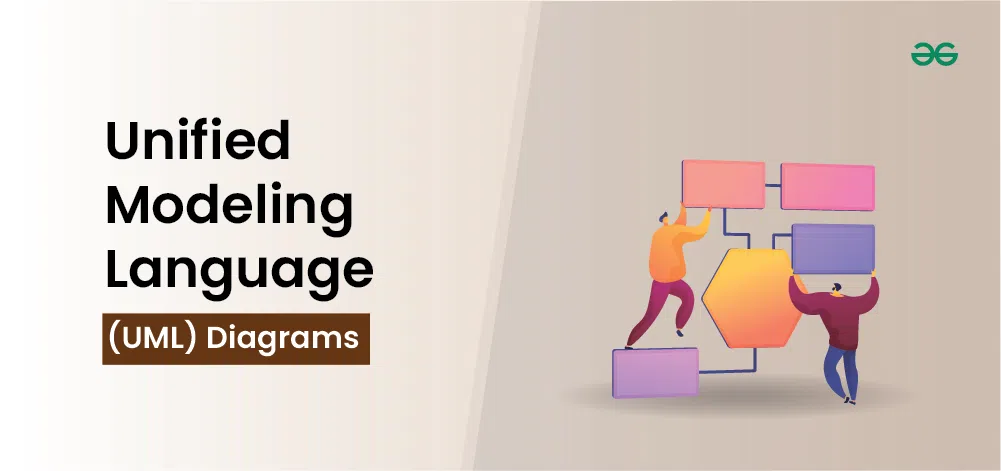 Unified
Modeling
Language
(UML) Diagrams